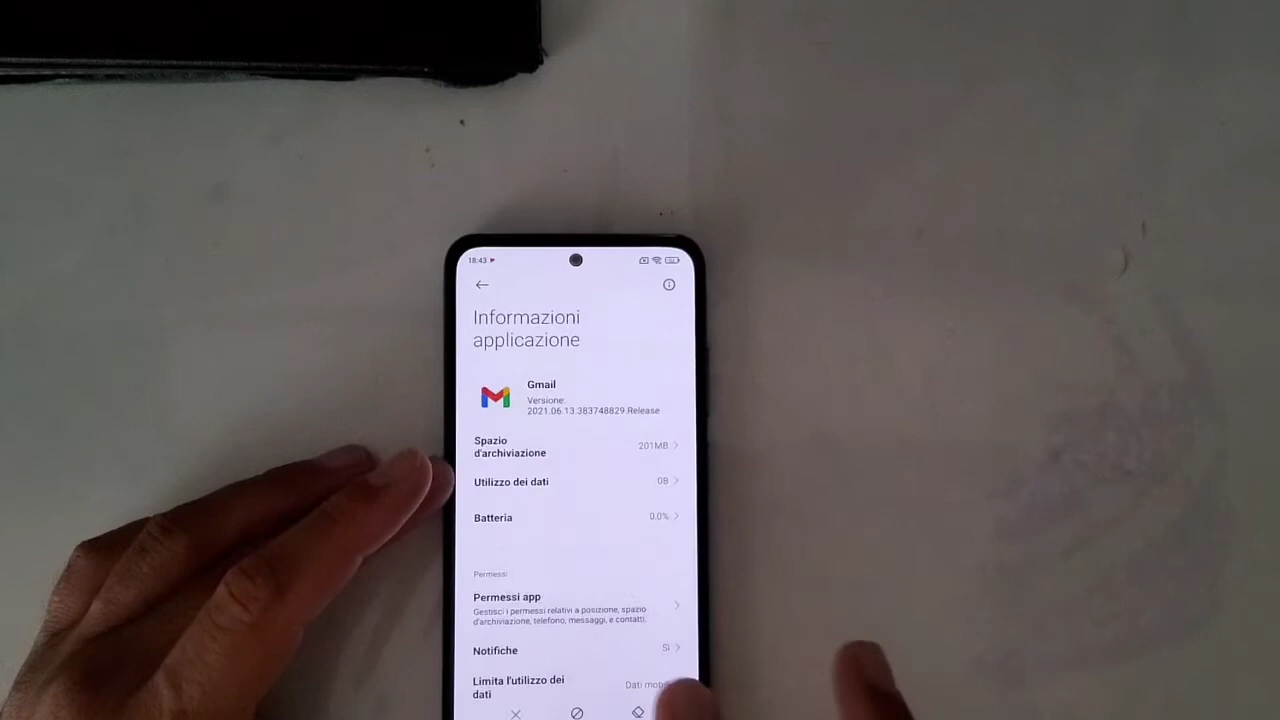 18:43
Informazioni
applicazione
Gmail
Versione:
2021.06.13.383748829.Release
Spazio
d'archiviazione
201MB
Utilizzo dei dati
0B
Batteria
0,0%
Permessi
Permessi app
Gestisci i permessi relativi a posizione, spazio
d'archiviazione, telefono, messaggi, e contatti.
Notifiche
Sì
Limita l'utilizzo dei
dati
Dati